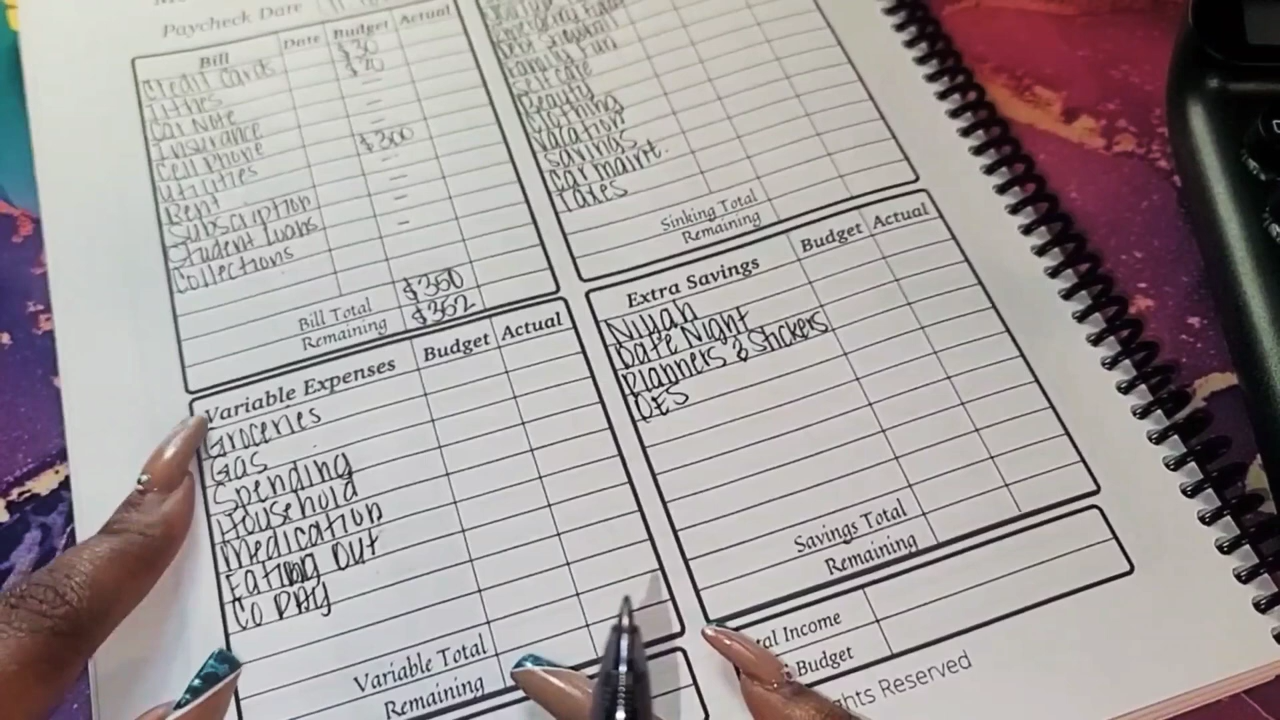 Paycheck Date
Bill Date Budget Actual
Credit Cards $30
Tithes $20
Car Note -
Insurance -
Cell Phone $300
Utilities -
Rent -
Subscription -
Student Loans -
Collections
Bill Total $350
Remaining $302
Variable Expenses Budget Actual
Groceries
Gas
Spending
Household
Medication
Eating Out
Co Pay
Variable Total
Remaining
Family Fun
Self care
Beauty
Clothing
Vacation
Savings
Car maint.
Taxes
Sinking Total
Remaining
Extra Savings Budget Actual
Niyah
Date Night
Planners & Stickers
OES
Savings Total
Remaining
Income
Budget
Reserved